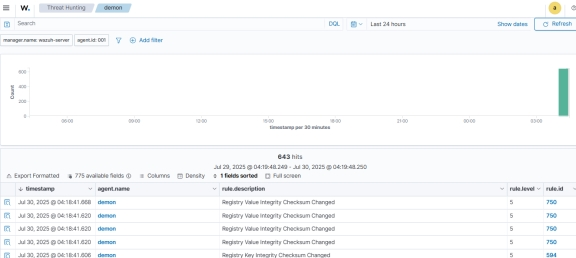 W. Threat Hunting demon a
Search DQL Last 24 hours Show dates Refresh
manager.name: wazuh-server agent.id: 001 Add filter
Count
600
400
200
0
06:00 09:00 12:00 15:00 18:00 21:00 00:00 03:00
timestamp per 30 minutes
643 hits
Jul 29, 2025 @ 04:19:48.249 - Jul 30, 2025 @ 04:19:48.250
Export Formatted 775 available fields Columns Density 1 fields sorted Full screen
timestamp agent.name rule.description rule.level rule.id
Jul 30, 2025 @ 04:18:41.668 demon Registry Value Integrity Checksum Changed 5 750
Jul 30, 2025 @ 04:18:41.620 demon Registry Value Integrity Checksum Changed 5 750
Jul 30, 2025 @ 04:18:41.620 demon Registry Value Integrity Checksum Changed 5 750
Jul 30, 2025 @ 04:18:41.620 demon Registry Value Integrity Checksum Changed 5 750
Jul 30, 2025 @ 04:18:41.606 demon Registry Key Integrity Checksum Changed 5 594